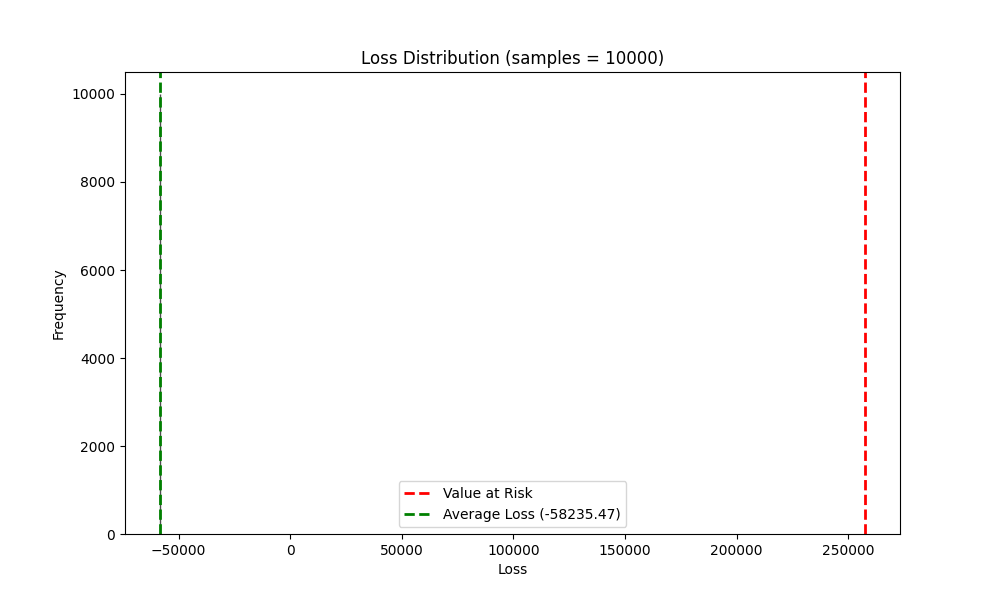 Loss Distribution (samples = 10000)
10000
8000
6000
4000
2000
0
Frequency
Value at Risk
Average Loss (-58235.47)
−50000
0
50000
100000
150000
200000
250000
Loss